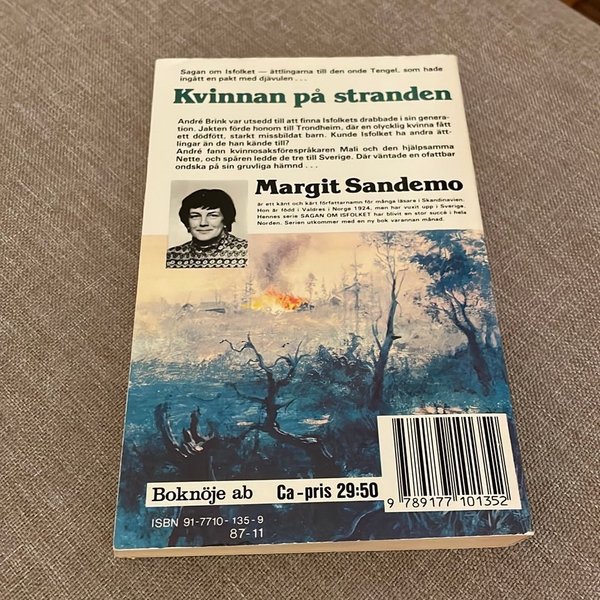 Sagan om Isfolket — ättlingarna till den onde Tengel, som hade
ingått en pakt med djävulen . . .
Kvinnan på stranden
André Brink var utsedd till att finna Isfolkets drabbade i sin genera-
tion. Jakten förde honom till Trondheim, där en olycklig kvinna fått
ett dödfött, starkt missbildat barn. Kunde Isfolket ha andra ätt-
lingar än de han kände till?
André fann kvinnosaksförespråkaren Mali och den hjälpsamma
Nette, och spåren ledde de tre till Sverige. Där väntade en ofattbar
ondska på sin gruvliga hämnd . . .
Margit Sandemo
är ett känt och kärt författarnamn för många läsare i Skandinavien.
Hon är född i Valdres i Norge 1924, men har vuxit upp i Sverige.
Hennes serie SAGAN OM ISFOLKET har blivit en stor succé i hela
Norden. Serien utkommer med en ny bok varannan månad.
Boknöje ab Ca-pris 29:50
9 789177 101352
ISBN 91-7710-135-9
87-11